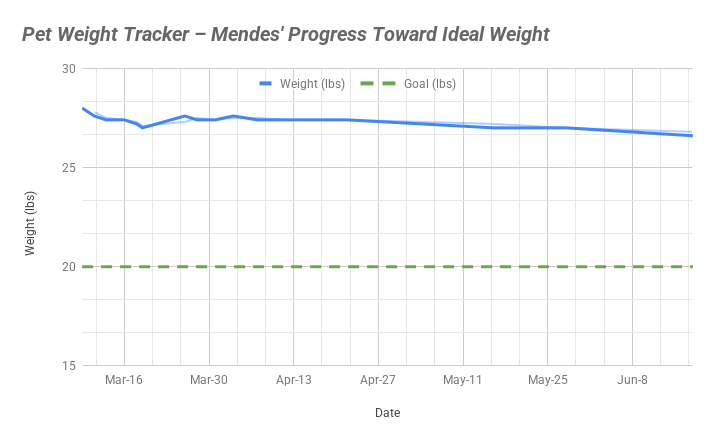 Pet Weight Tracker – Mendes' Progress Toward Ideal Weight
Weight (lbs) Goal (lbs)
30
25
20
15
Weight (lbs)
Mar-16 Mar-30 Apr-13 Apr-27 May-11 May-25 Jun-8
Date